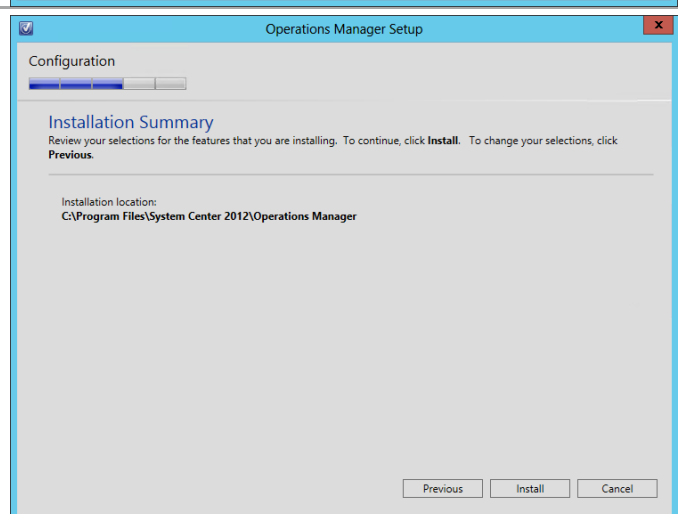 Operations Manager Setup
x
Configuration
Installation Summary
Review your selections for the features that you are installing. To continue, click Install. To change your selections, click
Previous.
Installation location:
C:\Program Files\System Center 2012\Operations Manager
Previous Install Cancel